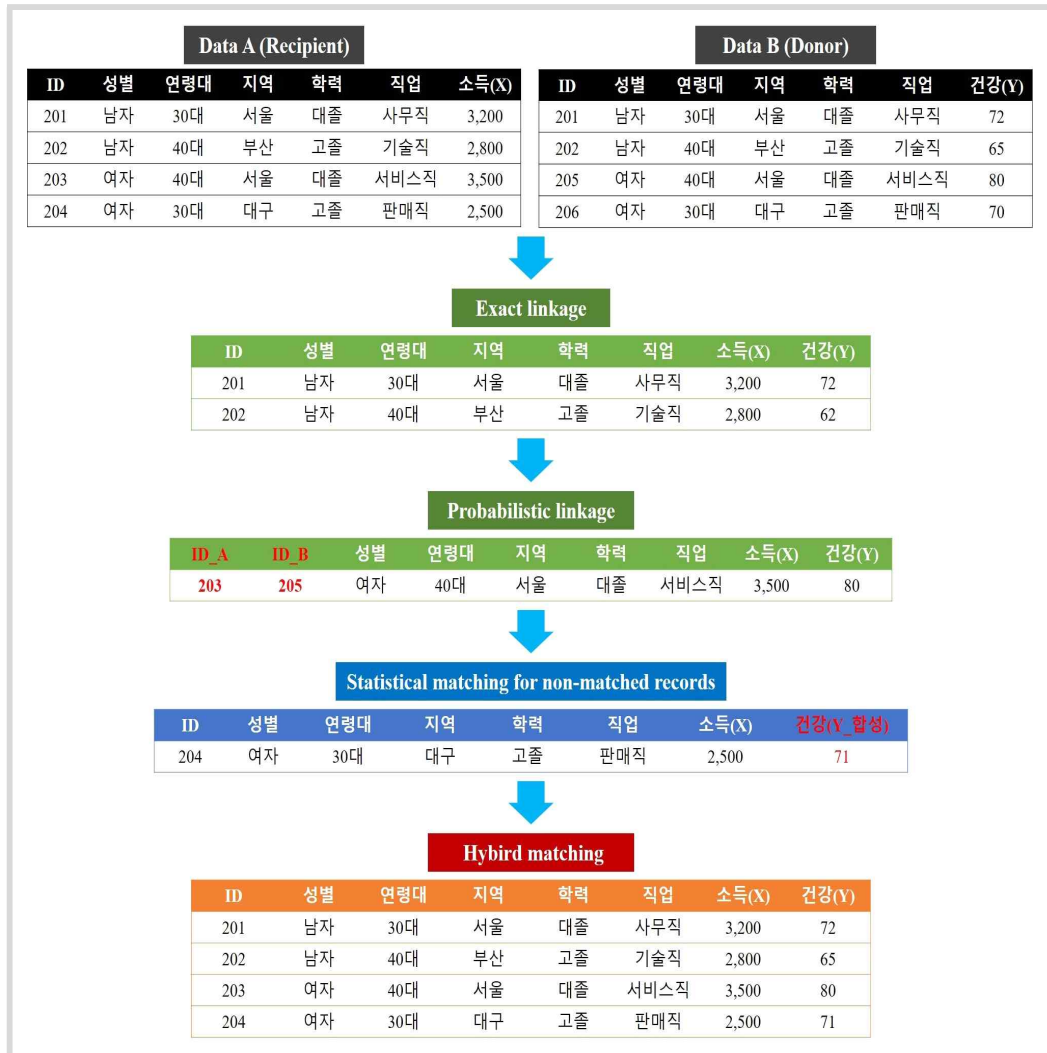 Data A (Recipient)
ID 성별 연령대 지역 학력 직업 소득(X)
201 남자 30대 서울 대졸 사무직 3,200
202 남자 40대 부산 고졸 기술직 2,800
203 여자 40대 서울 대졸 서비스직 3,500
204 여자 30대 대구 고졸 판매직 2,500
Data B (Donor)
ID 성별 연령대 지역 학력 직업 건강(Y)
201 남자 30대 서울 대졸 사무직 72
202 남자 40대 부산 고졸 기술직 65
205 여자 40대 서울 대졸 서비스직 80
206 여자 30대 대구 고졸 판매직 70
Exact linkage
ID 성별 연령대 지역 학력 직업 소득(X) 건강(Y)
201 남자 30대 서울 대졸 사무직 3,200 72
202 남자 40대 부산 고졸 기술직 2,800 62
Probabilistic linkage
ID_A ID_B 성별 연령대 지역 학력 직업 소득(X) 건강(Y)
203 205 여자 40대 서울 대졸 서비스직 3,500 80
Statistical matching for non-matched records
ID 성별 연령대 지역 학력 직업 소득(X) 건강(Y_합성)
204 여자 30대 대구 고졸 판매직 2,500 71
Hybird matching
ID 성별 연령대 지역 학력 직업 소득(X) 건강(Y)
201 남자 30대 서울 대졸 사무직 3,200 72
202 남자 40대 부산 고졸 기술직 2,800 65
203 여자 40대 서울 대졸 서비스직 3,500 80
204 여자 30대 대구 고졸 판매직 2,500 71